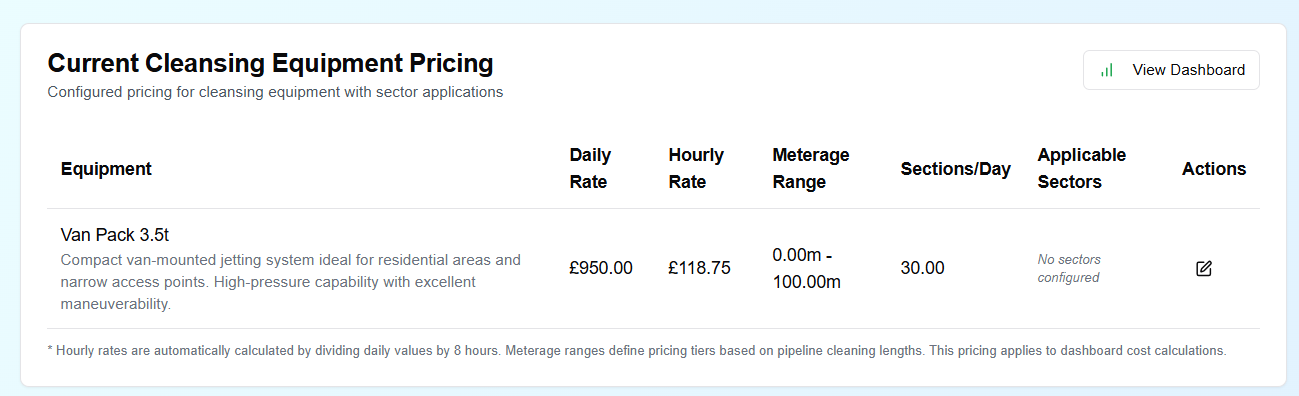 Current Cleansing Equipment Pricing
Configured pricing for cleansing equipment with sector applications
View Dashboard
Equipment
Daily
Rate
Hourly
Rate
Meterage
Range
Sections/Day
Applicable
Sectors
Actions
Van Pack 3.5t
Compact van-mounted jetting system ideal for residential areas and
narrow access points. High-pressure capability with excellent
maneuverability.
£950.00
£118.75
0.00m -
100.00m
30.00
No sectors
configured
* Hourly rates are automatically calculated by dividing daily values by 8 hours. Meterage ranges define pricing tiers based on pipeline cleaning lengths. This pricing applies to dashboard cost calculations.